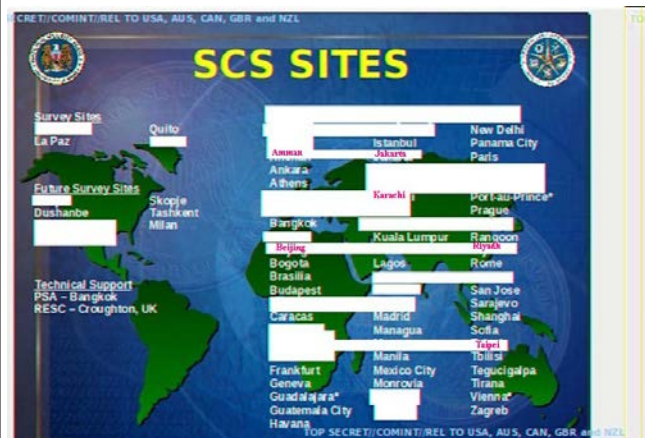 CRET//COMINT//REL TO USA, AUS, CAN, GBR and NZL
SCS SITES
Survey Sites
La Paz
Quito
Future Survey Sites
Dushanbe
Skopje
Tashkent
Milan
Technical Support
PSA – Bangkok
RESC – Croughton, UK
Amman
Ankara
Athens
Bangkok
Beijing
Bogota
Brasilia
Budapest
Caracas
Frankfurt
Geneva
Guadalajara*
Guatemala City
Havana
Istanbul
Jakarta
Karachi
Kuala Lumpur
Lagos
Madrid
Managua
Manila
Mexico City
Monrovia
New Delhi
Panama City
Paris
Port-au-Prince*
Prague
Rangoon
Riyadh
Rome
San Jose
Sarajevo
Shanghai
Sofia
Taipei
Tbilisi
Tegucigalpa
Tirana
Vienna*
Zagreb
TOP SECRET//COMINT//REL TO USA, AUS, CAN, GBR and NZL